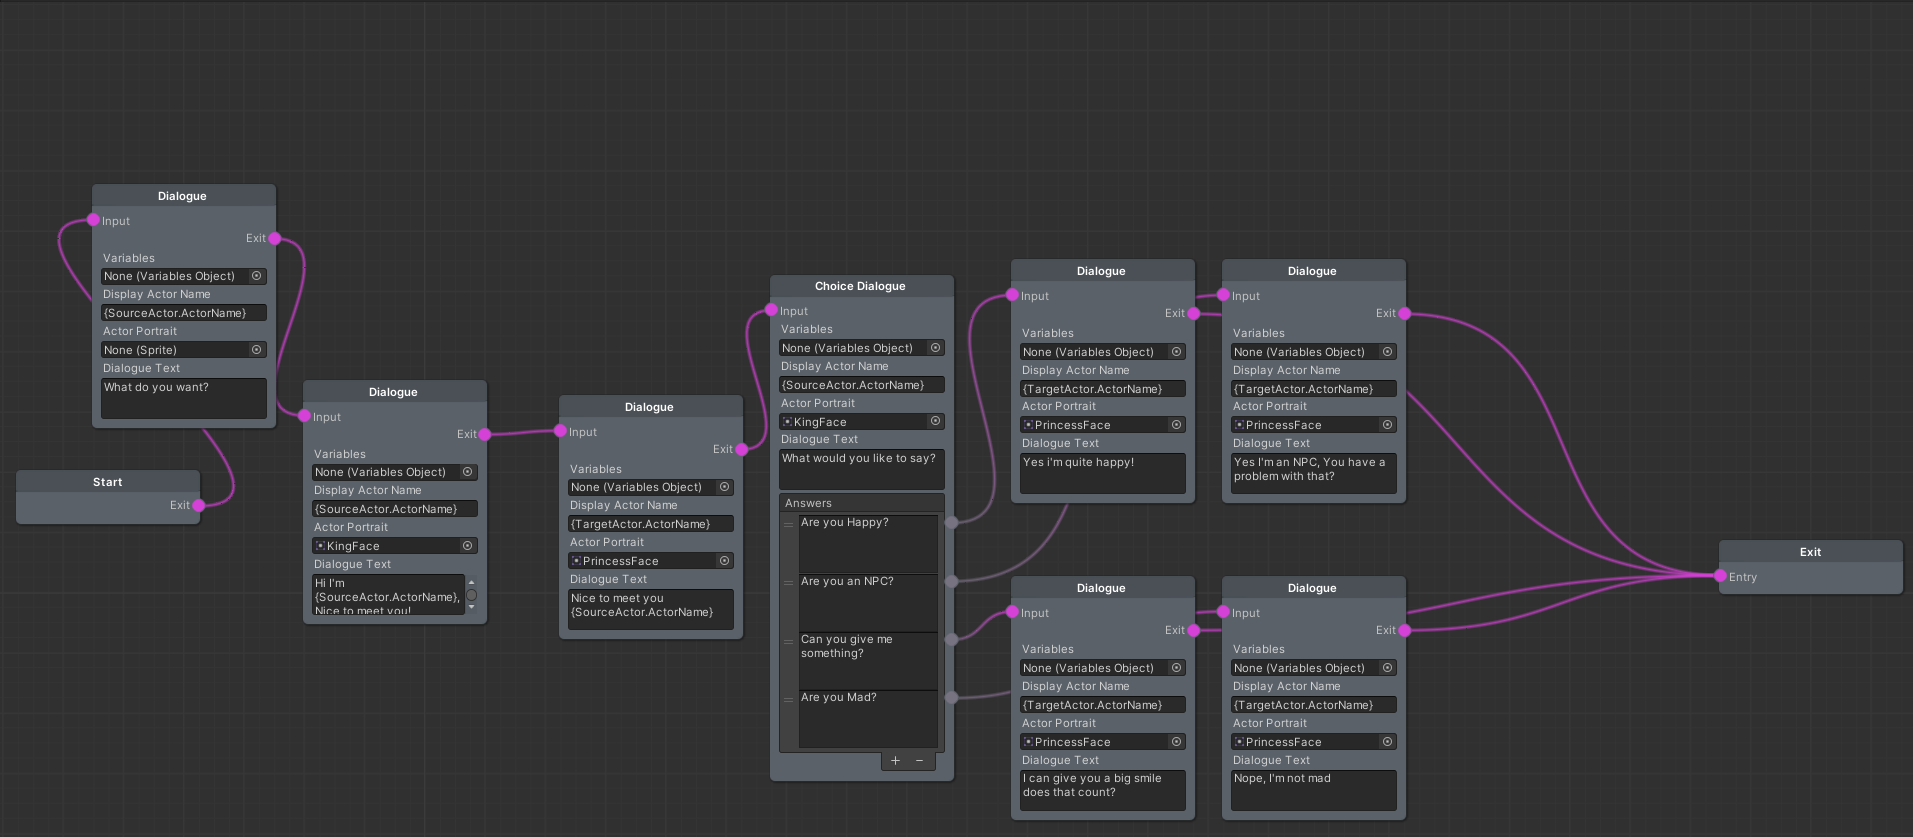 Dialogue
Input
Exit
Variables
None (Variables Object)
Display Actor Name
{SourceActor.ActorName}
Actor Portrait
None (Sprite)
Dialogue Text
What do you want?
Start
Exit
Dialogue
Input
Exit
Variables
None (Variables Object)
Display Actor Name
{SourceActor.ActorName}
Actor Portrait
KingFace
Dialogue Text
Hi I'm
{SourceActor.ActorName},
Nice to meet you!
Dialogue
Input
Exit
Variables
None (Variables Object)
Display Actor Name
{TargetActor.ActorName}
Actor Portrait
PrincessFace
Dialogue Text
Nice to meet you
{SourceActor.ActorName}
Choice Dialogue
Input
Variables
None (Variables Object)
Display Actor Name
{SourceActor.ActorName}
Actor Portrait
KingFace
Dialogue Text
What would you like to say?
Answers
Are you Happy?
Are you an NPC?
Can you give me
something?
Are you Mad?
Dialogue
Input
Exit
Variables
None (Variables Object)
Display Actor Name
{TargetActor.ActorName}
Actor Portrait
PrincessFace
Dialogue Text
Yes i'm quite happy!
Dialogue
Input
Exit
Variables
None (Variables Object)
Display Actor Name
{TargetActor.ActorName}
Actor Portrait
PrincessFace
Dialogue Text
Yes I'm an NPC, You have a
problem with that?
Dialogue
Input
Exit
Variables
None (Variables Object)
Display Actor Name
{TargetActor.ActorName}
Actor Portrait
PrincessFace
Dialogue Text
I can give you a big smile
does that count?
Dialogue
Input
Exit
Variables
None (Variables Object)
Display Actor Name
{TargetActor.ActorName}
Actor Portrait
PrincessFace
Dialogue Text
Nope, I'm not mad
Exit
Entry